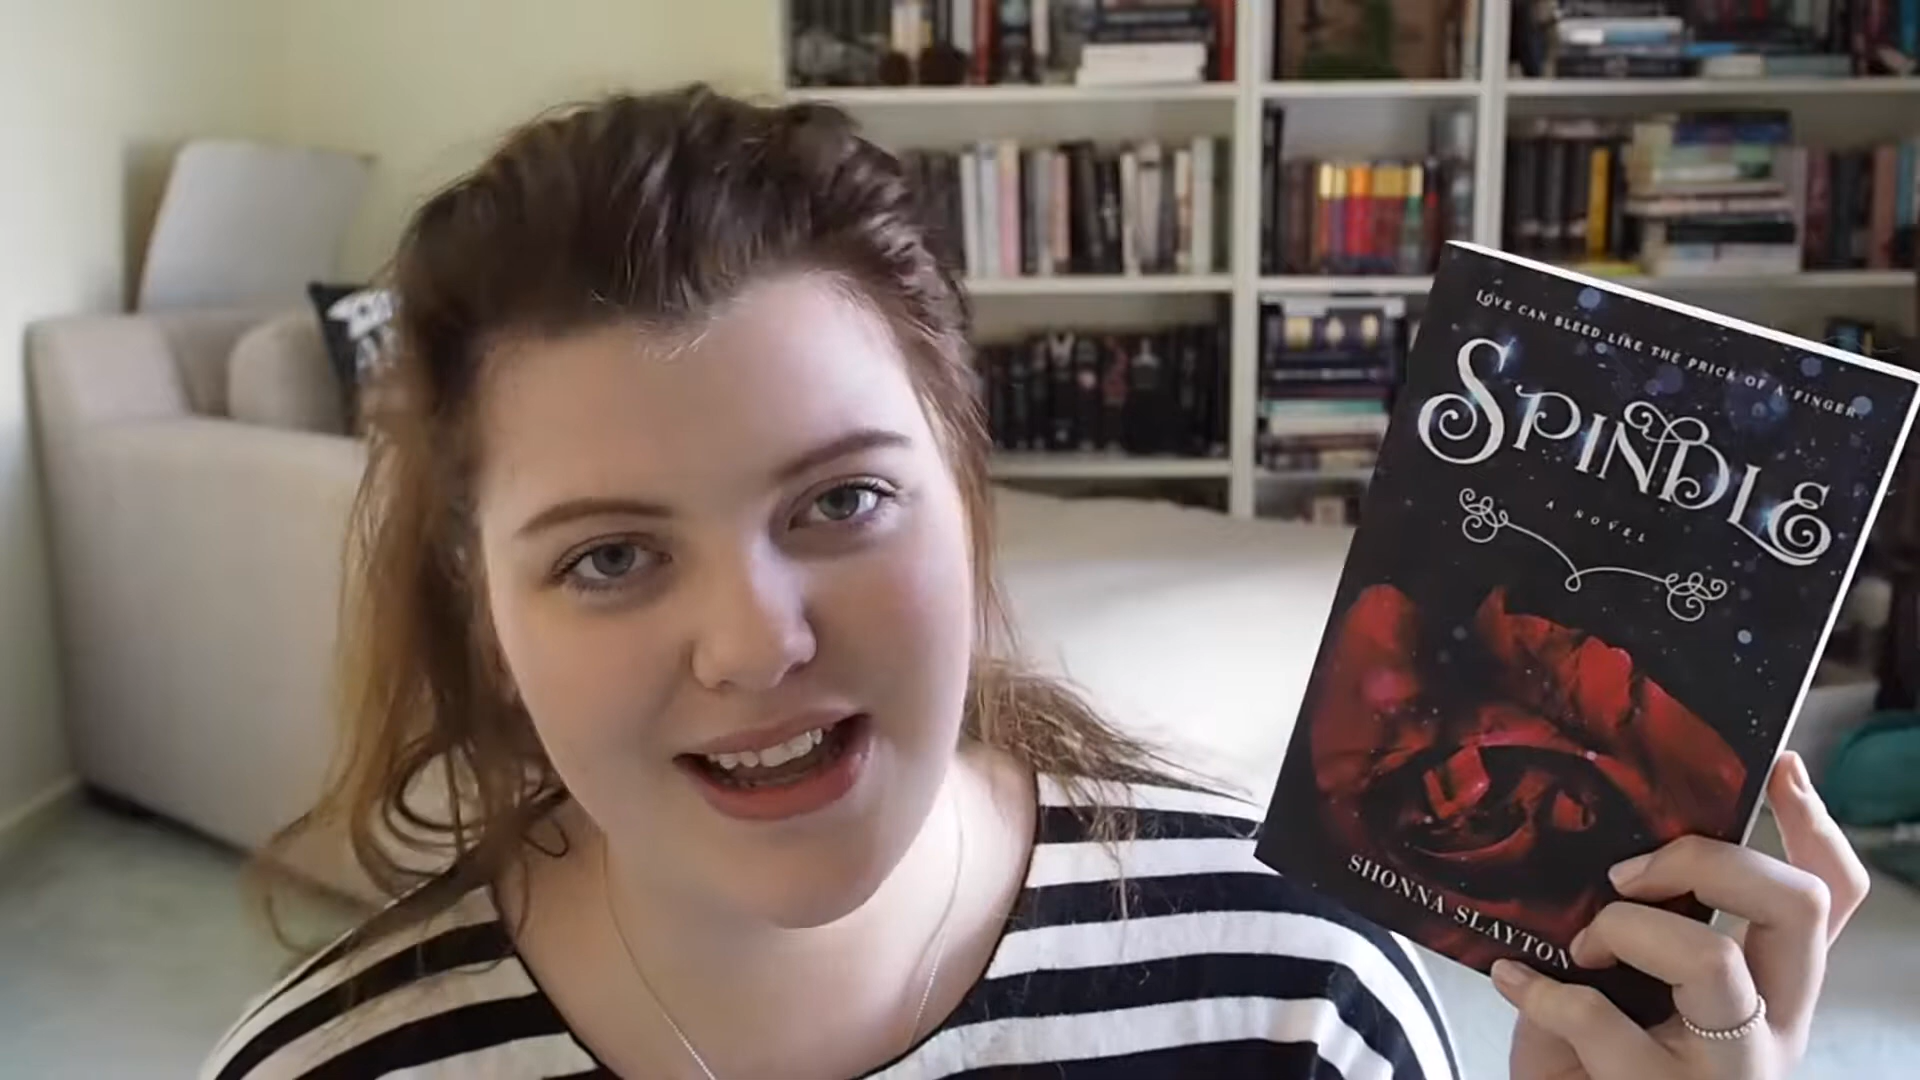 LOVE CAN BLEED LIKE THE PRICK OF A FINGER
SPINDLE
A NOVEL
SHONNA SLAYTON